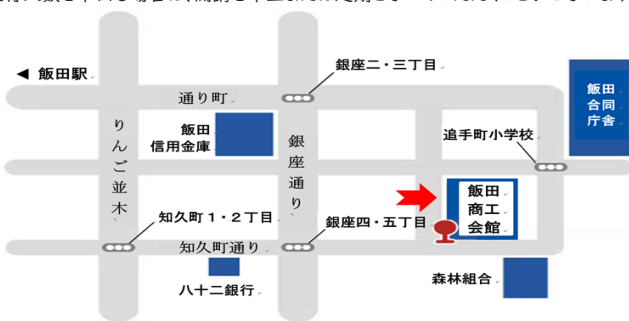 ◀ 飯田駅
銀座二・三丁目
通り町
飯田
合同
庁舎
飯田
信用金庫
りんご並木
銀座通り
追手町小学校
飯田
商工
会館
知久町１・２丁目
銀座四・五丁目
知久町通り
八十二銀行
森林組合